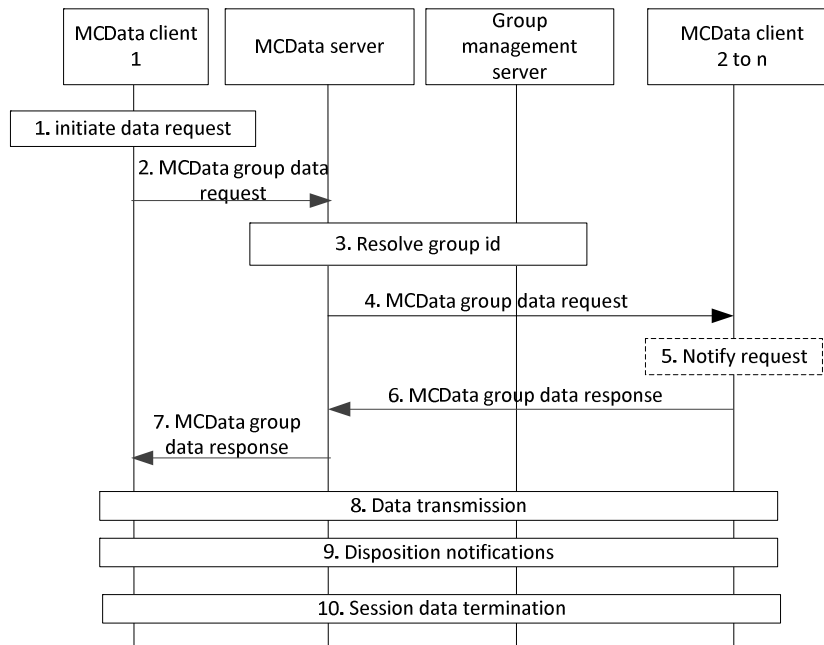 MCData client
1
MCData server
Group
management
server
MCData client
2 to n
1. initiate data request
2. MCData group data
request
3. Resolve group id
4. MCData group data request
5. Notify request
6. MCData group data response
7. MCData group
data response
8. Data transmission
9. Disposition notifications
10. Session data termination